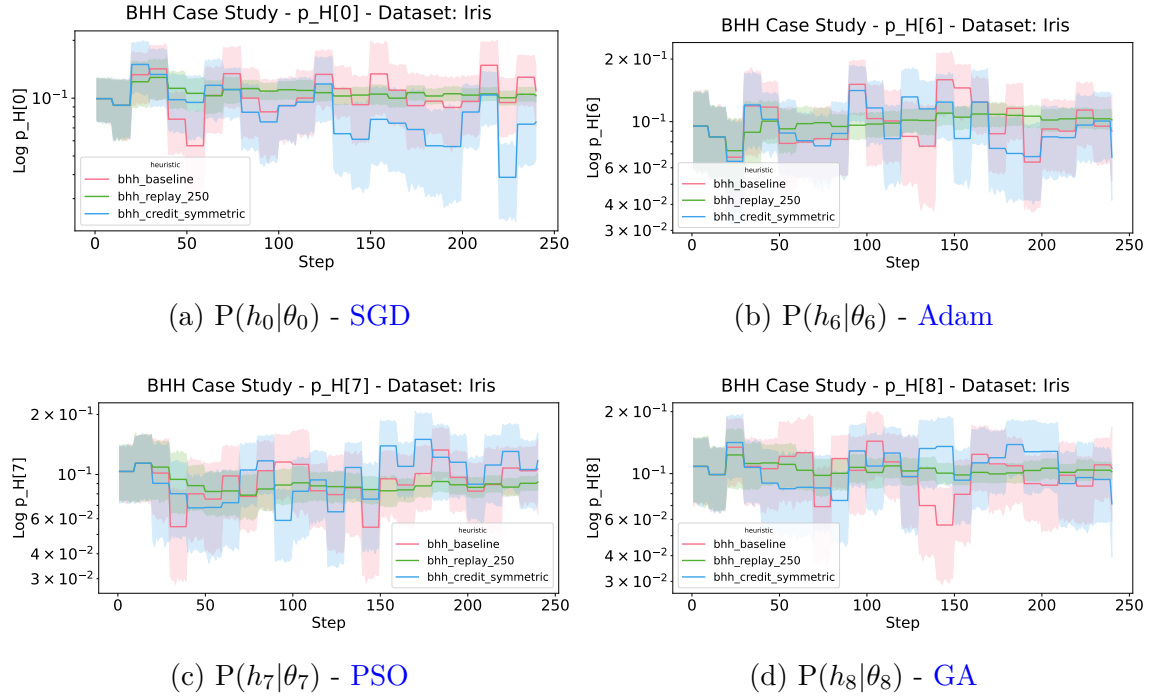 BHH Case Study - p_H[0] - Dataset: Iris
Log p_H[0]
10⁻¹
heuristic
bhh_baseline
bhh_replay_250
bhh_credit_symmetric
0 50 100 150 200 250
Step
(a) P(h₀|θ₀) - SGD
BHH Case Study - p_H[6] - Dataset: Iris
Log p_H[6]
2 × 10⁻¹
10⁻¹
6 × 10⁻²
4 × 10⁻²
3 × 10⁻²
heuristic
bhh_baseline
bhh_replay_250
bhh_credit_symmetric
0 50 100 150 200 250
Step
(b) P(h₆|θ₆) - Adam
BHH Case Study - p_H[7] - Dataset: Iris
Log p_H[7]
2 × 10⁻¹
10⁻¹
6 × 10⁻²
4 × 10⁻²
3 × 10⁻²
heuristic
bhh_baseline
bhh_replay_250
bhh_credit_symmetric
0 50 100 150 200 250
Step
(c) P(h₇|θ₇) - PSO
BHH Case Study - p_H[8] - Dataset: Iris
Log p_H[8]
2 × 10⁻¹
10⁻¹
6 × 10⁻²
4 × 10⁻²
3 × 10⁻²
heuristic
bhh_baseline
bhh_replay_250
bhh_credit_symmetric
0 50 100 150 200 250
Step
(d) P(h₈|θ₈) - GA